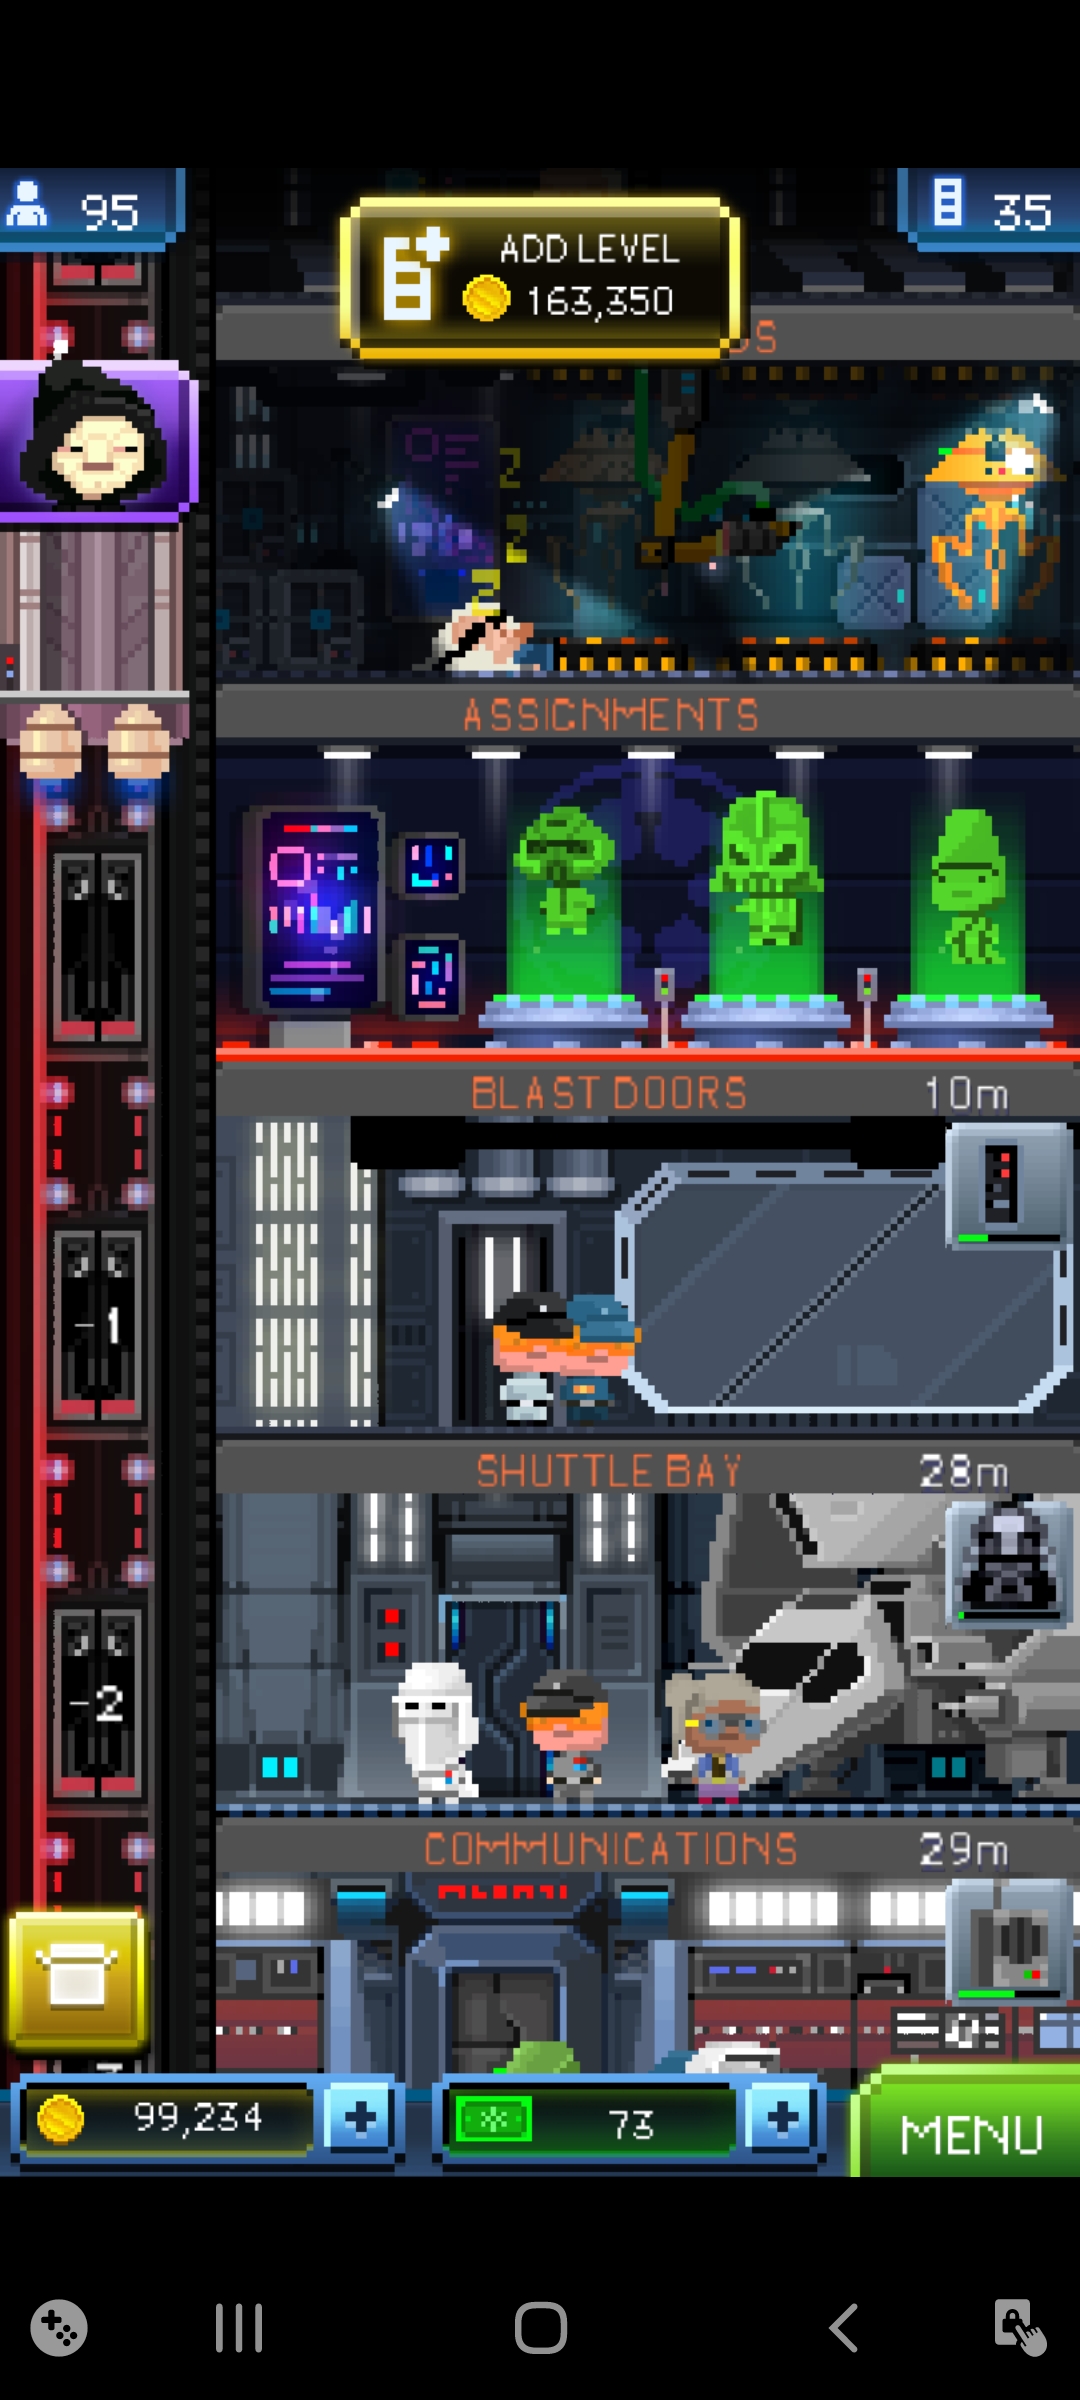 95
35
ADD LEVEL
163,350
DS
ASSIGNMENTS
BLAST DOORS
10m
-1
SHUTTLE BAY
28m
-2
COMMUNICATIONS
29m
99,234
73
MENU